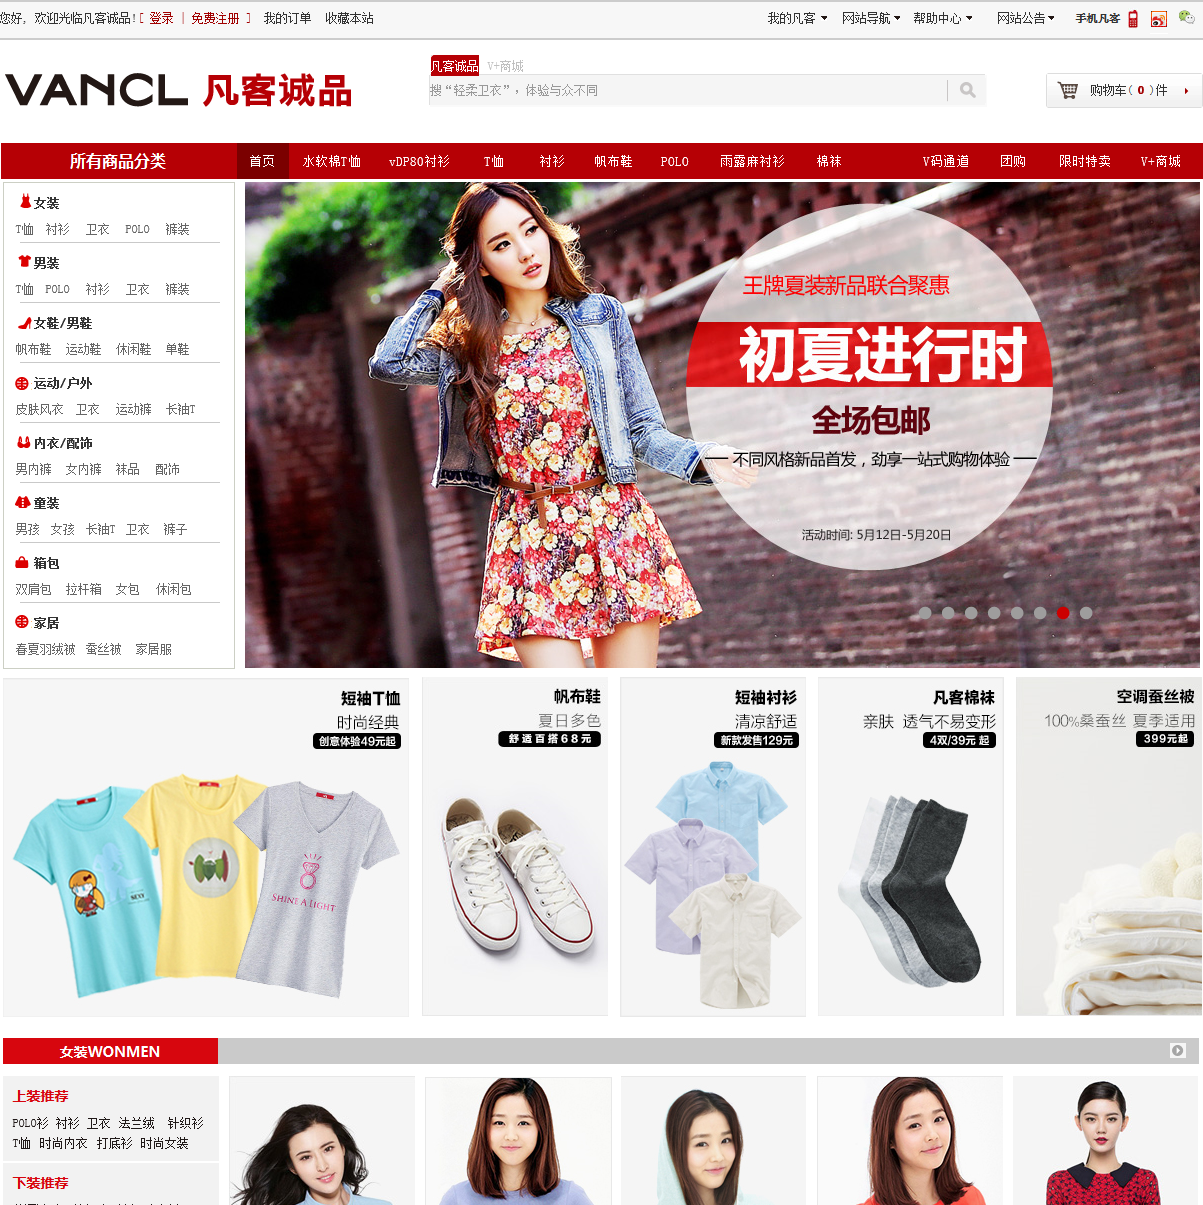 您好, 欢迎光临凡客诚品! [ 登录 | 免费注册 ] 我的订单 收藏本站
我的凡客 网站导航 帮助中心 网站公告 手机凡客
VANCL 凡客诚品
凡客诚品 V+商城
搜“轻柔卫衣”，体验与众不同
购物车( 0 )件
所有商品分类 首页 水软棉T恤 vDP80衬衫 T恤 衬衫 帆布鞋 POLO 雨露麻衬衫 棉袜 V码通道 团购 限时特卖 V+商城
女装
T恤 衬衫 卫衣 POLO 裤装
男装
T恤 POLO 衬衫 卫衣 裤装
女鞋/男鞋
帆布鞋 运动鞋 休闲鞋 单鞋
运动/户外
皮肤风衣 卫衣 运动裤 长袖T
内衣/配饰
男内裤 女内裤 袜品 配饰
童装
男孩 女孩 长袖T 卫衣 裤子
箱包
双肩包 拉杆箱 女包 休闲包
家居
春夏羽绒被 蚕丝被 家居服
王牌夏装新品联合聚惠
初夏进行时
全场包邮
不同风格新品首发，劲享一站式购物体验
活动时间: 5月12日-5月20日
短袖T恤
时尚经典
创意体验49元起
SEXY
SHINE A LIGHT
帆布鞋
夏日多色
舒适百搭68元
短袖衬衫
清凉舒适
新款发售129元
凡客棉袜
亲肤 透气不易变形
4双/39元 起
空调蚕丝被
100%桑蚕丝 夏季适用
399元起
女装WONMEN
上装推荐
POLO衫 衬衫 卫衣 法兰绒 针织衫
T恤 时尚内衣 打底衫 时尚女装
下装推荐